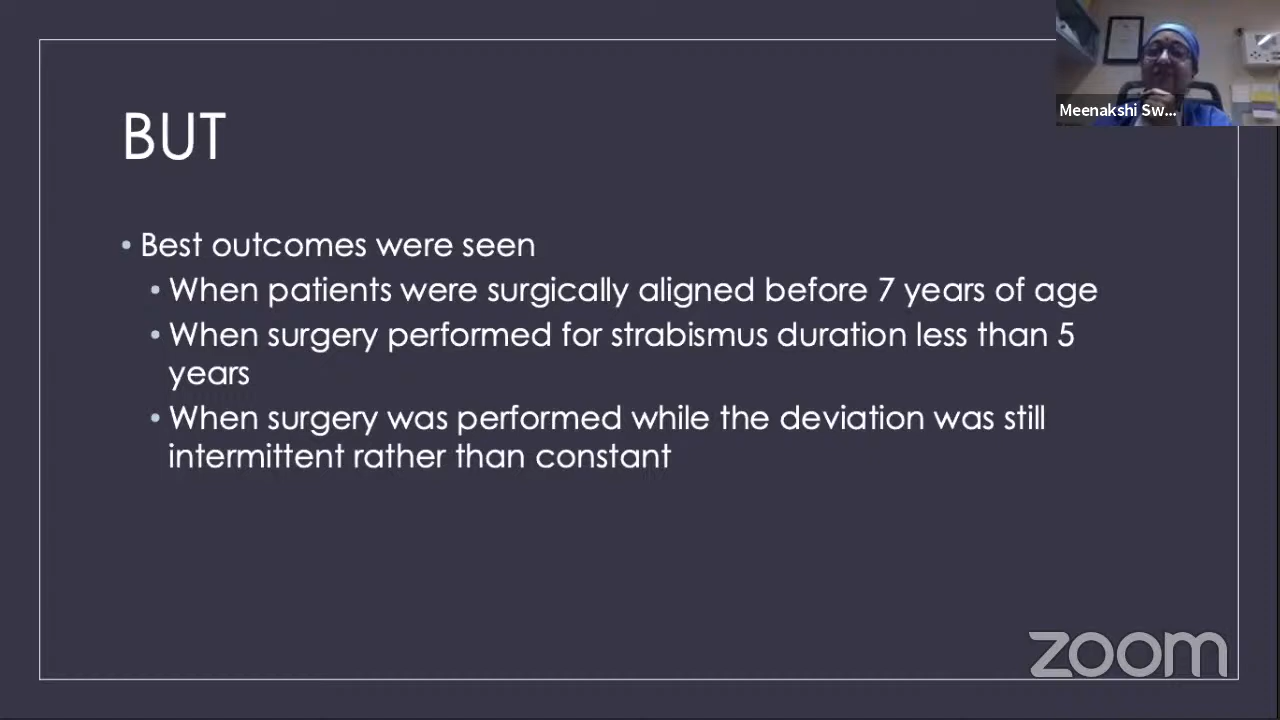 Meenakshi Sw...
BUT
• Best outcomes were seen
• When patients were surgically aligned before 7 years of age
• When surgery performed for strabismus duration less than 5
years
• When surgery was performed while the deviation was still
intermittent rather than constant
zoom